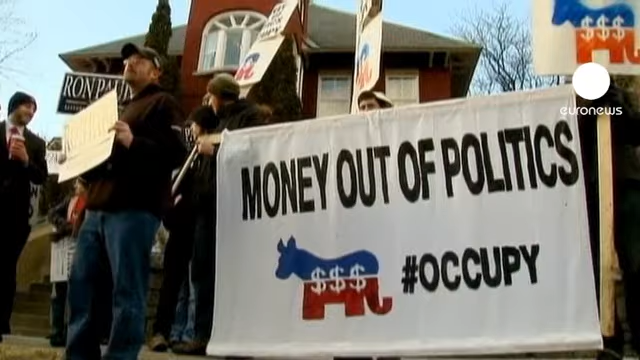 RON PAUL
euronews
MONEY OUT OF POLITICS
$$$
#OCCUPY
$$$